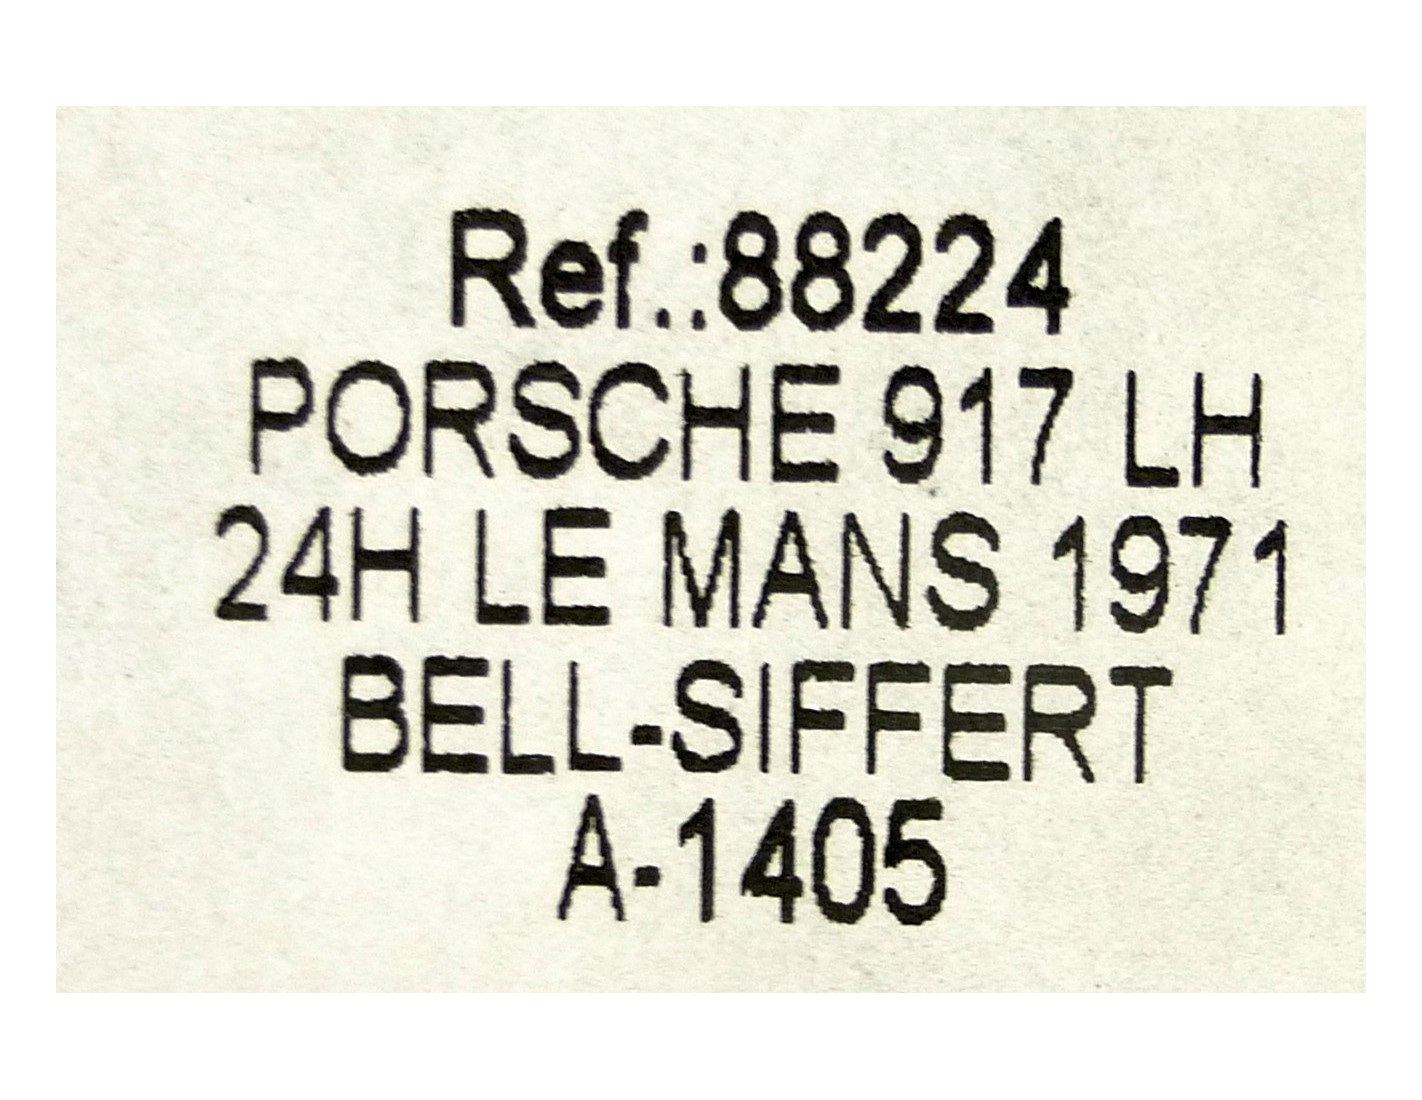 Ref.:88224
PORSCHE 917 LH
24H LE MANS 1971
BELL-SIFFERT
A-1405